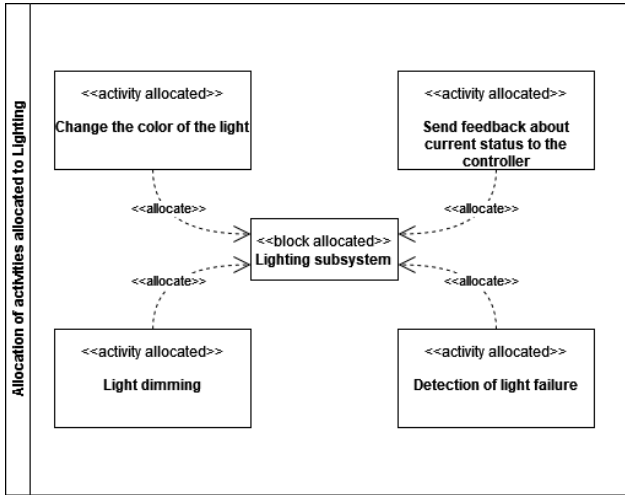 Allocation of activities allocated to Lighting
<<activity allocated>>
Change the color of the light
<<activity allocated>>
Send feedback about
current status to the
controller
<<allocate>>
<<allocate>>
<<block allocated>>
Lighting subsystem
<<allocate>>
<<allocate>>
<<activity allocated>>
Light dimming
<<activity allocated>>
Detection of light failure